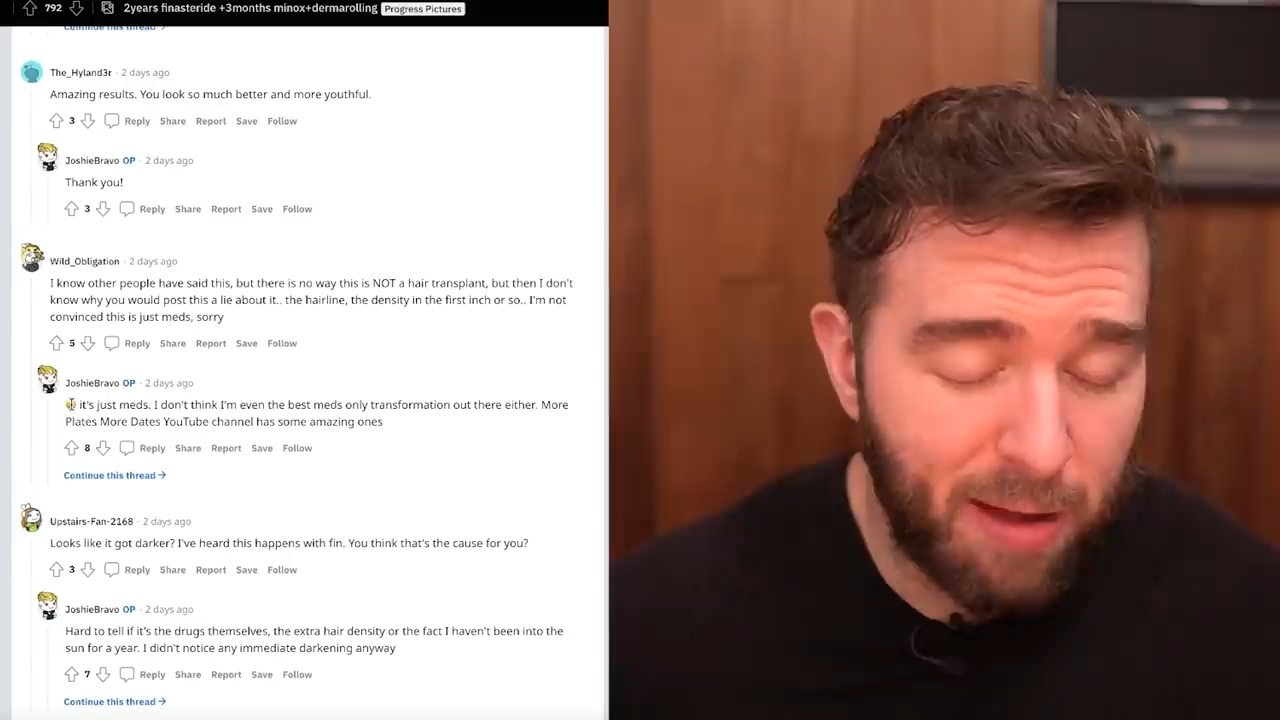 792 2years finasteride +3months minox+dermarolling Progress Pictures
Continue this thread →
The_Hyland3r · 2 days ago
Amazing results. You look so much better and more youthful.
3 Reply Share Report Save Follow
JoshieBravo OP · 2 days ago
Thank you!
3 Reply Share Report Save Follow
Wild_Obligation · 2 days ago
I know other people have said this, but there is no way this is NOT a hair transplant, but then I don't
know why you would post this a lie about it.. the hairline, the density in the first inch or so.. I'm not
convinced this is just meds, sorry
5 Reply Share Report Save Follow
JoshieBravo OP · 2 days ago
it's just meds. I don't think I'm even the best meds only transformation out there either. More
Plates More Dates YouTube channel has some amazing ones
8 Reply Share Report Save Follow
Continue this thread →
Upstairs-Fan-2168 · 2 days ago
Looks like it got darker? I've heard this happens with fin. You think that's the cause for you?
3 Reply Share Report Save Follow
JoshieBravo OP · 2 days ago
Hard to tell if it's the drugs themselves, the extra hair density or the fact I haven't been into the
sun for a year. I didn't notice any immediate darkening anyway
7 Reply Share Report Save Follow
Continue this thread →